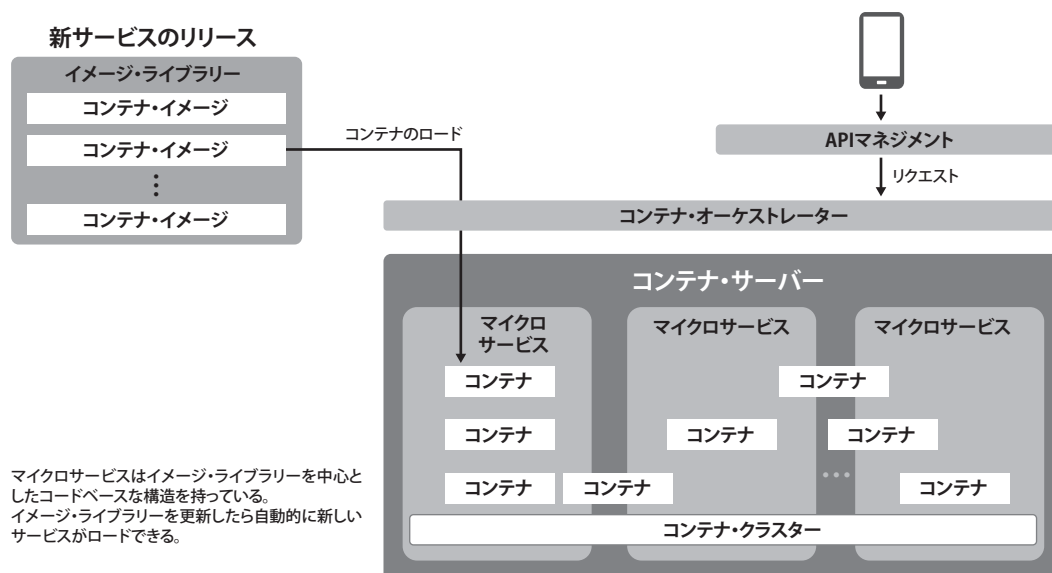 新サービスのリリース
イメージ・ライブラリー
コンテナ・イメージ
コンテナ・イメージ
コンテナ・イメージ
コンテナのロード
APIマネジメント
リクエスト
コンテナ・オーケストレーター
コンテナ・サーバー
マイクロ
サービス
マイクロサービス
マイクロサービス
コンテナ
コンテナ
コンテナ
コンテナ
コンテナ
コンテナ
コンテナ
コンテナ
コンテナ・クラスター
マイクロサービスはイメージ・ライブラリーを中心と
したコードベースな構造を持っている。
イメージ・ライブラリーを更新したら自動的に新しい
サービスがロードできる。